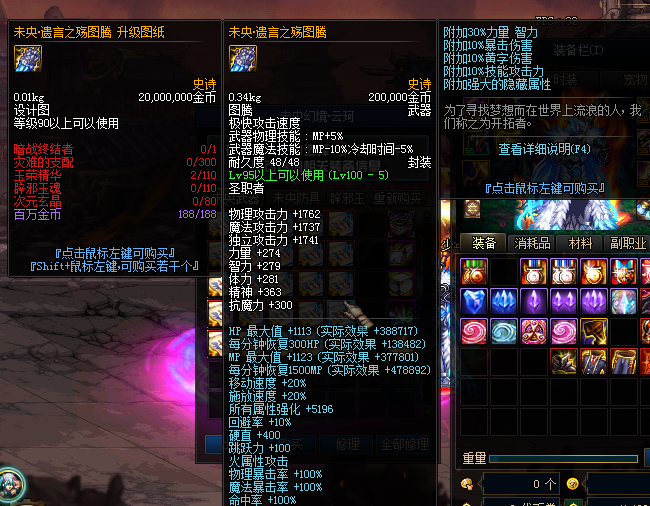 未央·遗言之殇图腾 升级图纸
史诗
0.01kg 20,000,000金币
设计图
等级90以上可以使用
暗战终结者 0/1
灾难的支配 0/300
玉荣精华 2/110
辟邪玉魂 0/110
次元玄晶 0/80
百万金币 188/188
『点击鼠标左键可购买』
『Shift+鼠标左键,可购买若干个』
未央·遗言之殇图腾
史诗
0.34kg 200,000金币
图腾 武器
极快攻击速度
武器物理技能 : MP+5%
武器魔法技能 : MP-10%;冷却时间-5%
耐久度 48/48 封装
Lv95以上可以使用 (Lv100 - 5)
圣职者
物理攻击力 +1762
魔法攻击力 +1737
独立攻击力 +1741
力量 +274
智力 +279
体力 +281
精神 +363
抗魔力 +300
HP 最大值 +1113 (实际效果 +388717)
每分钟恢复300HP (实际效果 +138482)
MP 最大值 +1123 (实际效果 +377801)
每分钟恢复1500MP (实际效果 +478892)
移动速度 +20%
施放速度 +20%
所有属性强化 +5196
回避率 +10%
硬直 +400
跳跃力 +100
火属性攻击
物理暴击率 +100%
魔法暴击率 +100%
命中率 +100%
附加30%力量 智力
附加10%暴击伤害
附加10%黄字伤害
附加10%技能攻击力
附加强大的隐藏属性
为了寻找梦想而在世界上流浪的人，我
们称之为开拓者。
查看详细说明(F4)
『点击鼠标左键可购买』
装备栏(I)
时装
宠物
装备 消耗品 材料 副职业
重量
0 个
修理 全部修理
重新购买